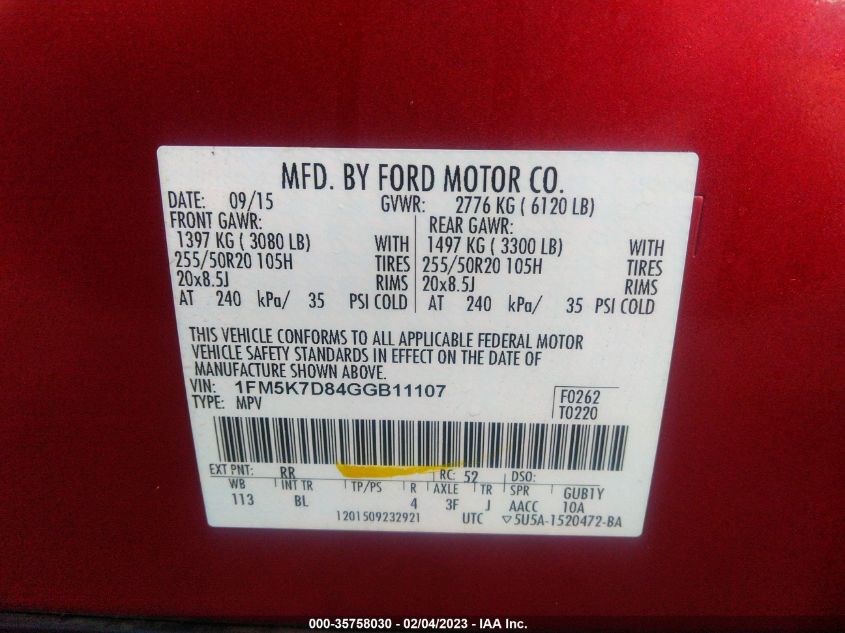 MFD. BY FORD MOTOR CO.
DATE: 09/15 GVWR: 2776 KG ( 6120 LB)
FRONT GAWR: REAR GAWR:
1397 KG ( 3080 LB) WITH 1497 KG ( 3300 LB) WITH
255/50R20 105H TIRES 255/50R20 105H TIRES
20x8.5J RIMS 20x8.5J RIMS
AT 240 kPa/ 35 PSI COLD AT 240 kPa/ 35 PSI COLD
THIS VEHICLE CONFORMS TO ALL APPLICABLE FEDERAL MOTOR
VEHICLE SAFETY STANDARDS IN EFFECT ON THE DATE OF
MANUFACTURE SHOWN ABOVE.
VIN: 1FM5K7D84GGB11107 F0262
TYPE: MPV T0220
EXT PNT: RR RC: 52 DSO:
WB INT TR TP/PS R AXLE TR SPR GUB1Y
113 BL 4 3F J AACC 10A
1201509232921 UTC ▽5U5A-1520472-BA
000-35758030 - 02/04/2023 - IAA Inc.